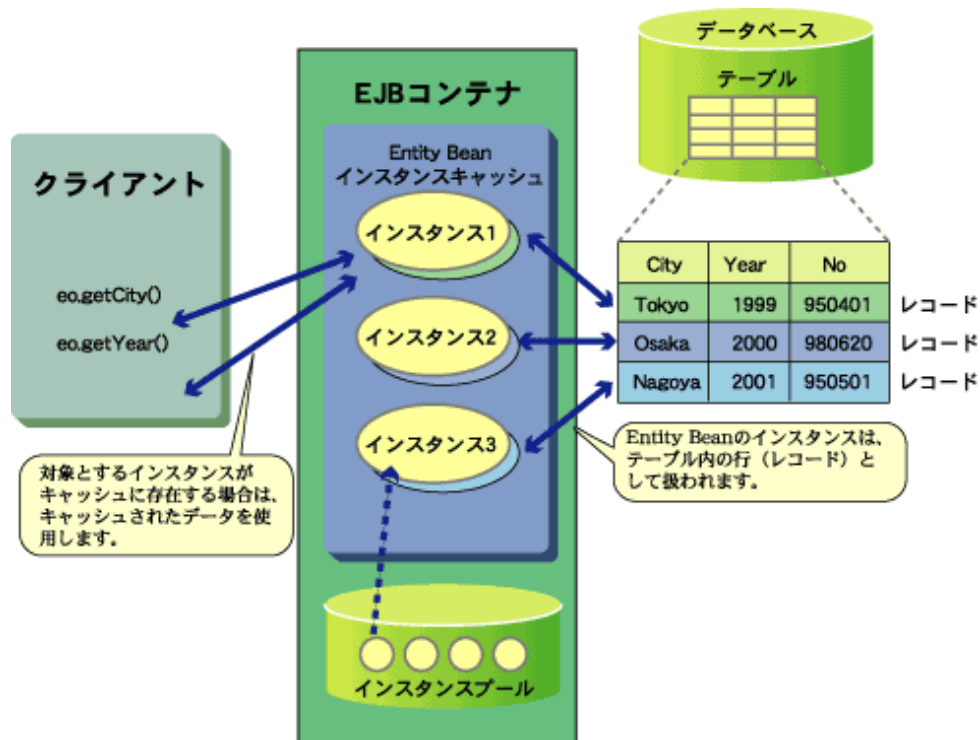 データベース
テーブル
EJBコンテナ
Entity Bean
インスタンスキャッシュ
クライアント
インスタンス1
eo.getCity()
eo.getYear()
インスタンス2
インスタンス3
City Year No
Tokyo 1999 950401 レコード
Osaka 2000 980620 レコード
Nagoya 2001 950501 レコード
対象とするインスタンスが
キャッシュに存在する場合は、
キャッシュされたデータを使
用します。
Entity Beanのインスタンスは、
テーブル内の行（レコード）と
して扱われます。
インスタンスプール